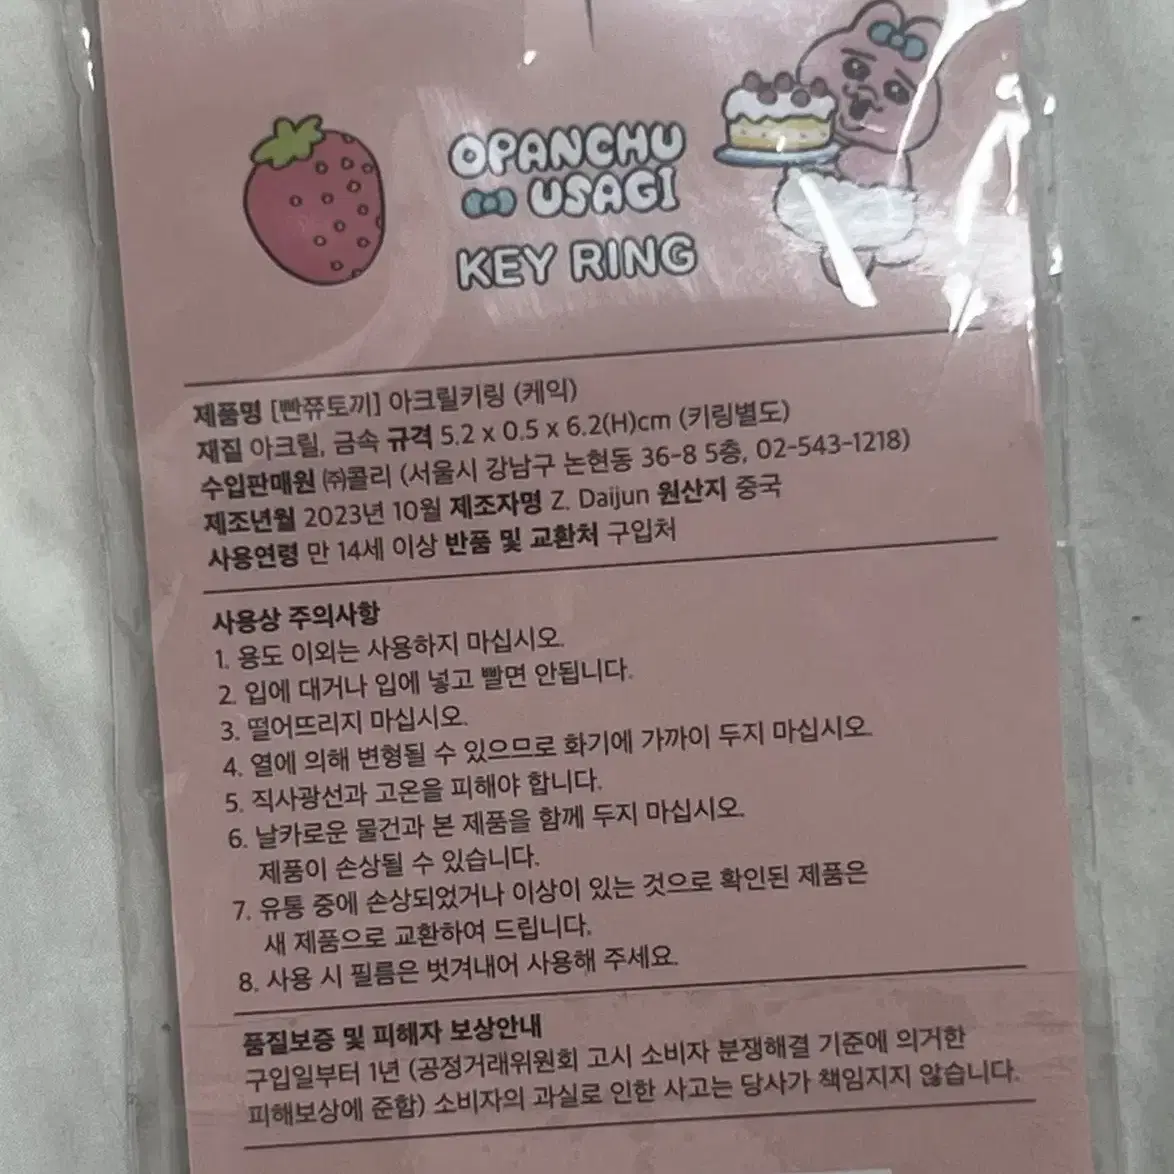 OPANCHU
USAGI
KEY RING
제품명 [빤쮸토끼] 아크릴키링 (케익)
재질 아크릴, 금속 규격 5.2 x 0.5 x 6.2(H)cm (키링별도)
수입판매원 ㈜콜리 (서울시 강남구 논현동 36-8 5층, 02-543-1218)
제조년월 2023년 10월 제조자명 Z. Daijun 원산지 중국
사용연령 만 14세 이상 반품 및 교환처 구입처
사용상 주의사항
1. 용도 이외는 사용하지 마십시오.
2. 입에 대거나 입에 넣고 빨면 안됩니다.
3. 떨어뜨리지 마십시오.
4. 열에 의해 변형될 수 있으므로 화기에 가까이 두지 마십시오.
5. 직사광선과 고온을 피해야 합니다.
6. 날카로운 물건과 본 제품을 함께 두지 마십시오.
제품이 손상될 수 있습니다.
7. 유통 중에 손상되었거나 이상이 있는 것으로 확인된 제품은
새 제품으로 교환하여 드립니다.
8. 사용 시 필름은 벗겨내어 사용해 주세요.
품질보증 및 피해자 보상안내
구입일부터 1년 (공정거래위원회 고시 소비자 분쟁해결 기준에 의거한
피해보상에 준함) 소비자의 과실로 인한 사고는 당사가 책임지지 않습니다.